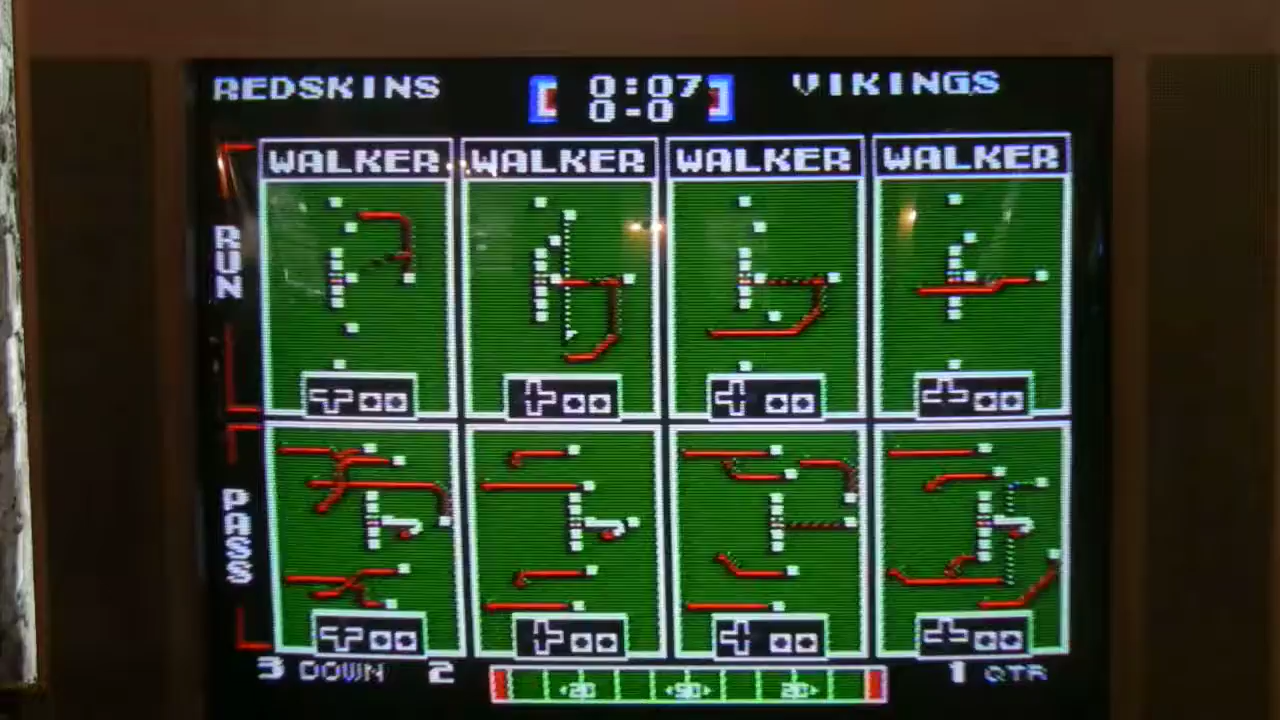 REDSKINS 0:07 VIKINGS
0-0
WALKER WALKER WALKER WALKER
RUN
PASS
3 DOWN 2 1 QTR
20 50 20